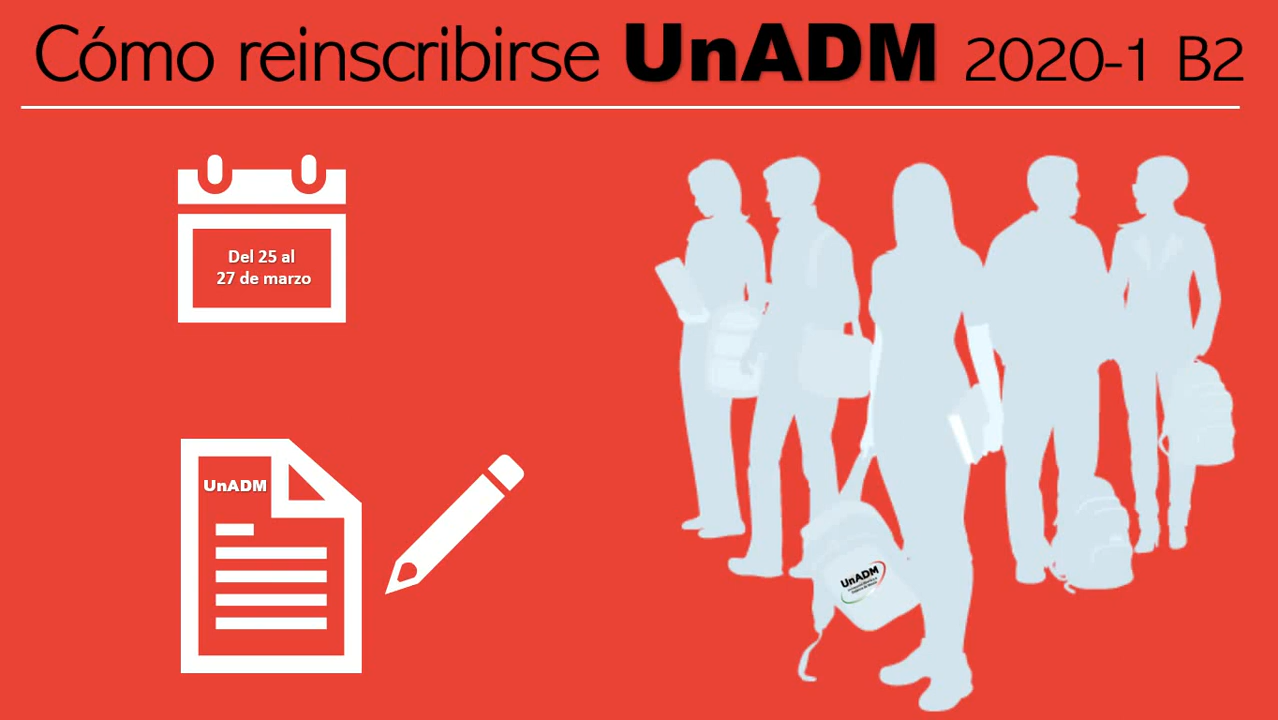 Cómo reinscribirse UnADM 2020-1 B2
Del 25 al
27 de marzo
UnADM
UnADM